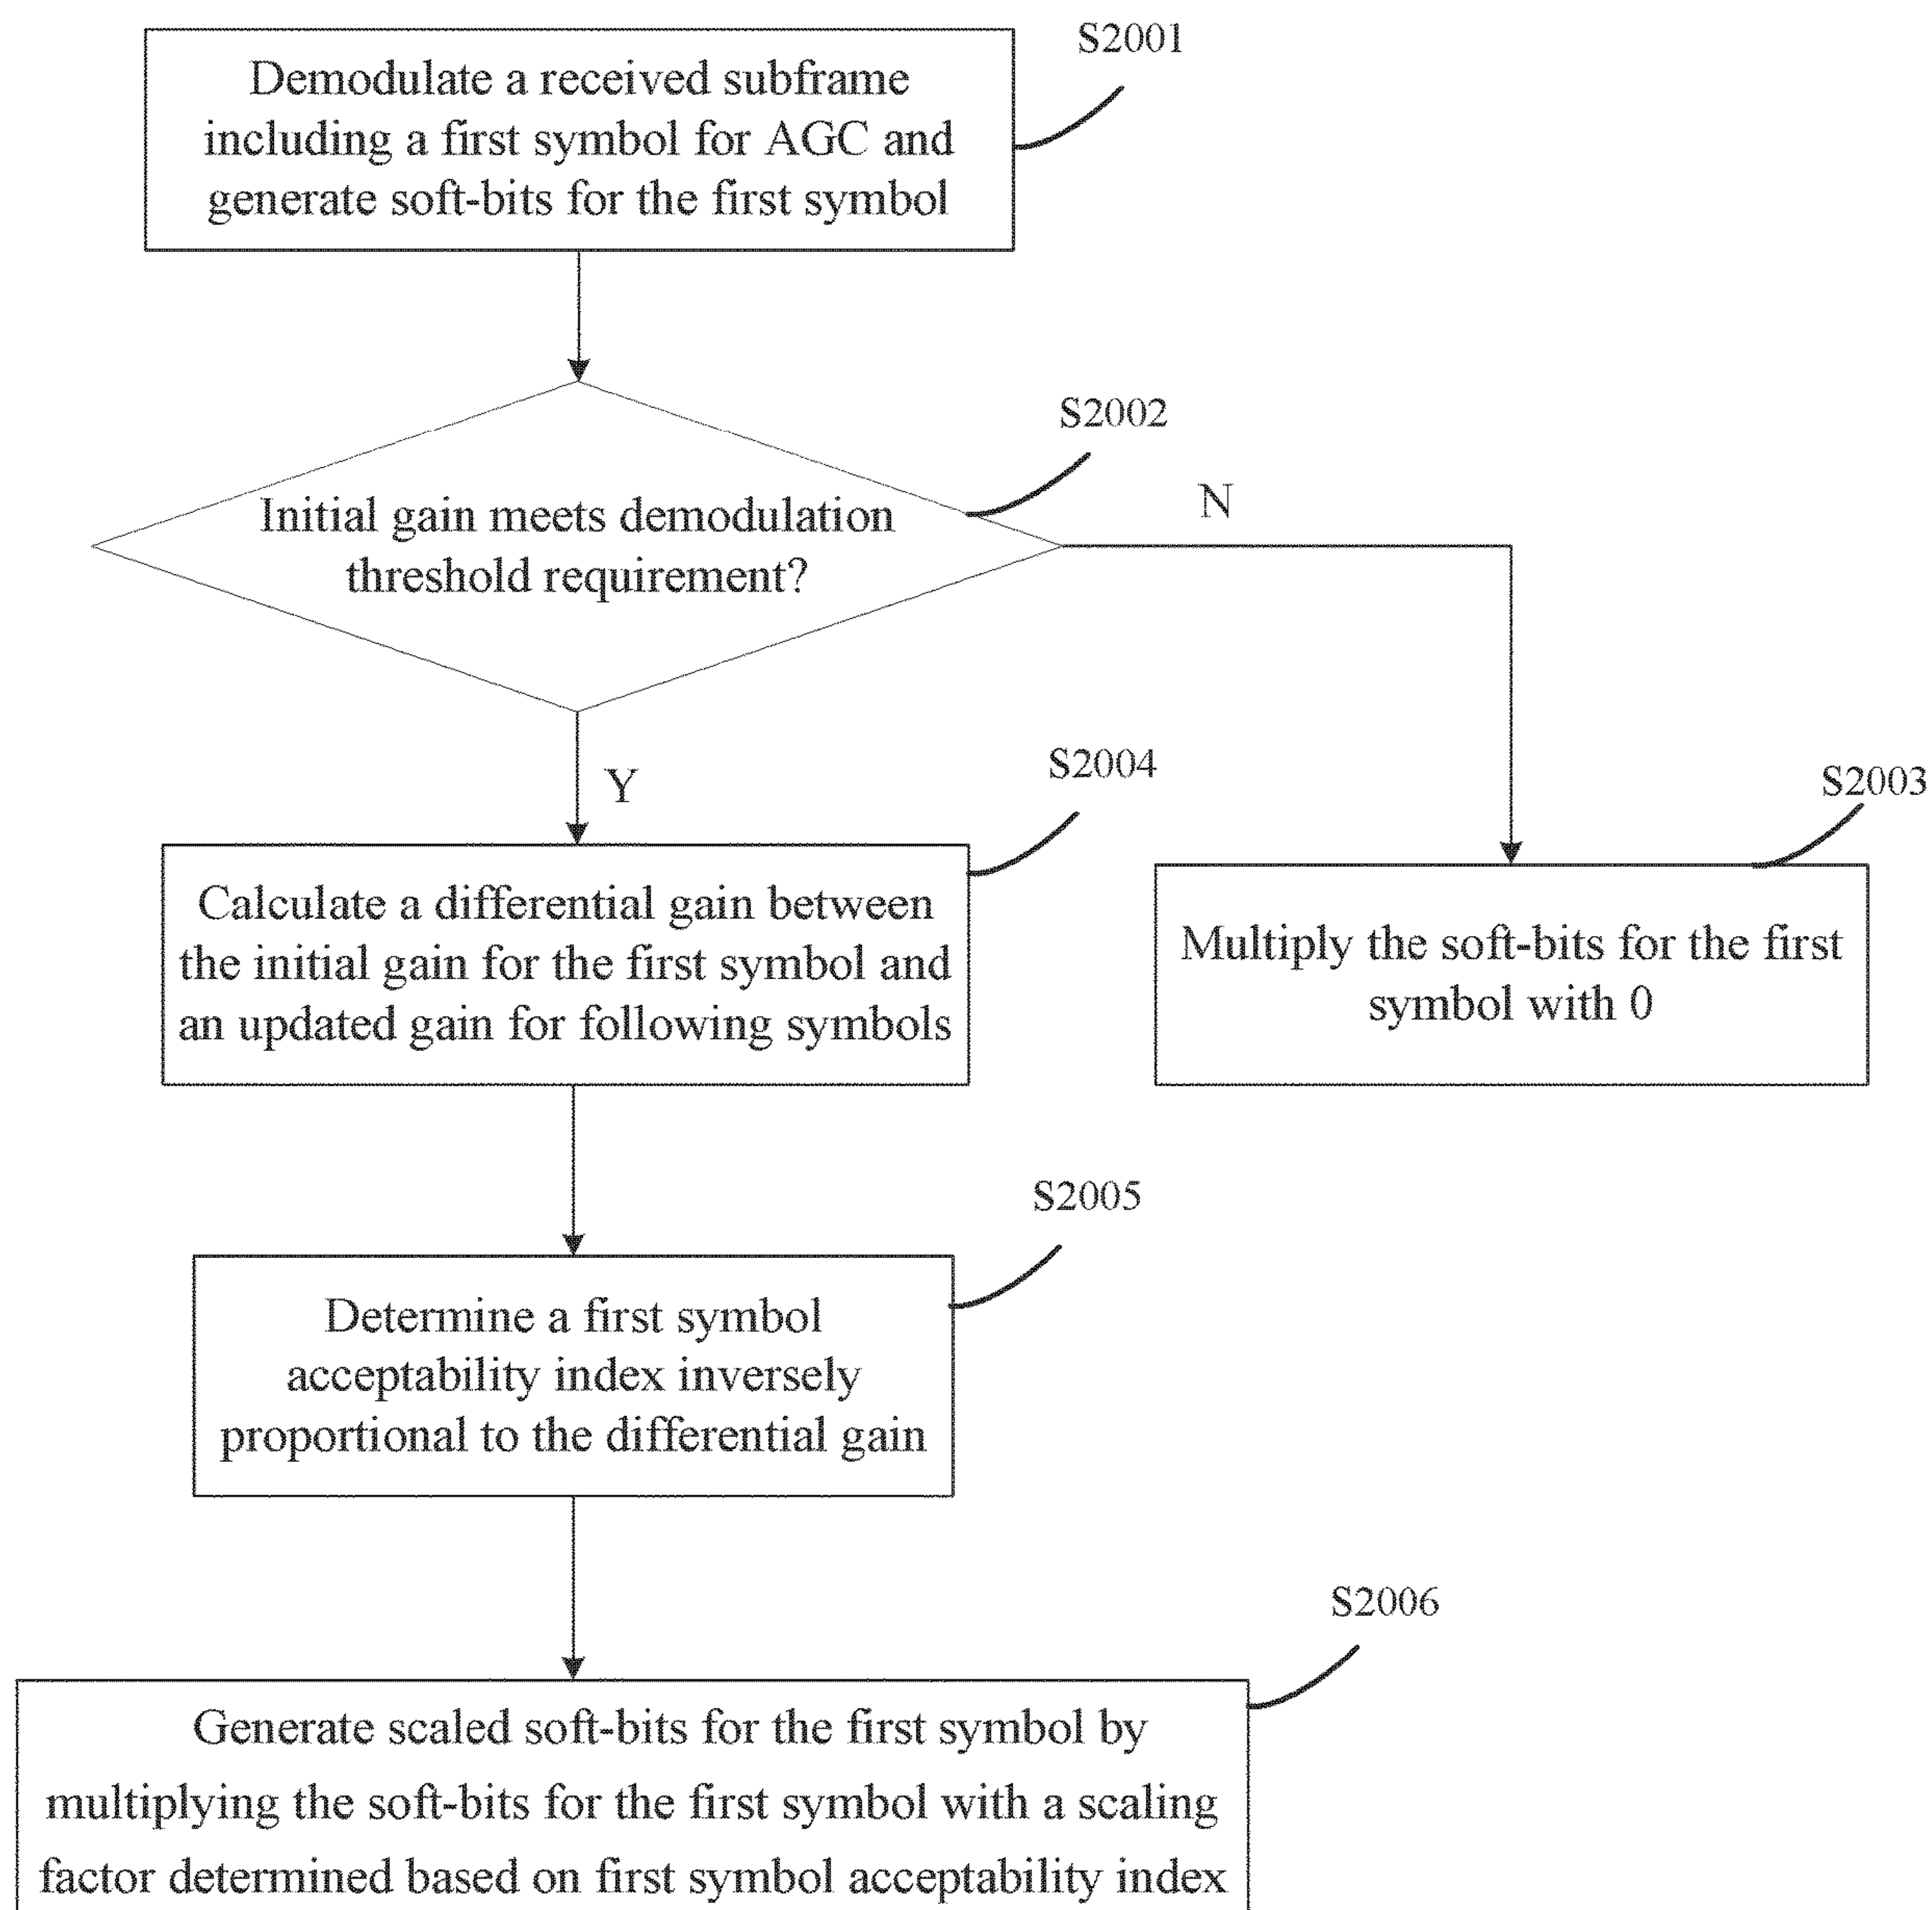 S2001
Demodulate a received subframe
including a first symbol for AGC and
generate soft-bits for the first symbol
S2002
Initial gain meets demodulation
threshold requirement?
N
Y
S2004
S2003
Calculate a differential gain between
the initial gain for the first symbol and
an updated gain for following symbols
Multiply the soft-bits for the first
symbol with 0
S2005
Determine a first symbol
acceptability index inversely
proportional to the differential gain
S2006
Generate scaled soft-bits for the first symbol by
multiplying the soft-bits for the first symbol with a scaling
factor determined based on first symbol acceptability index